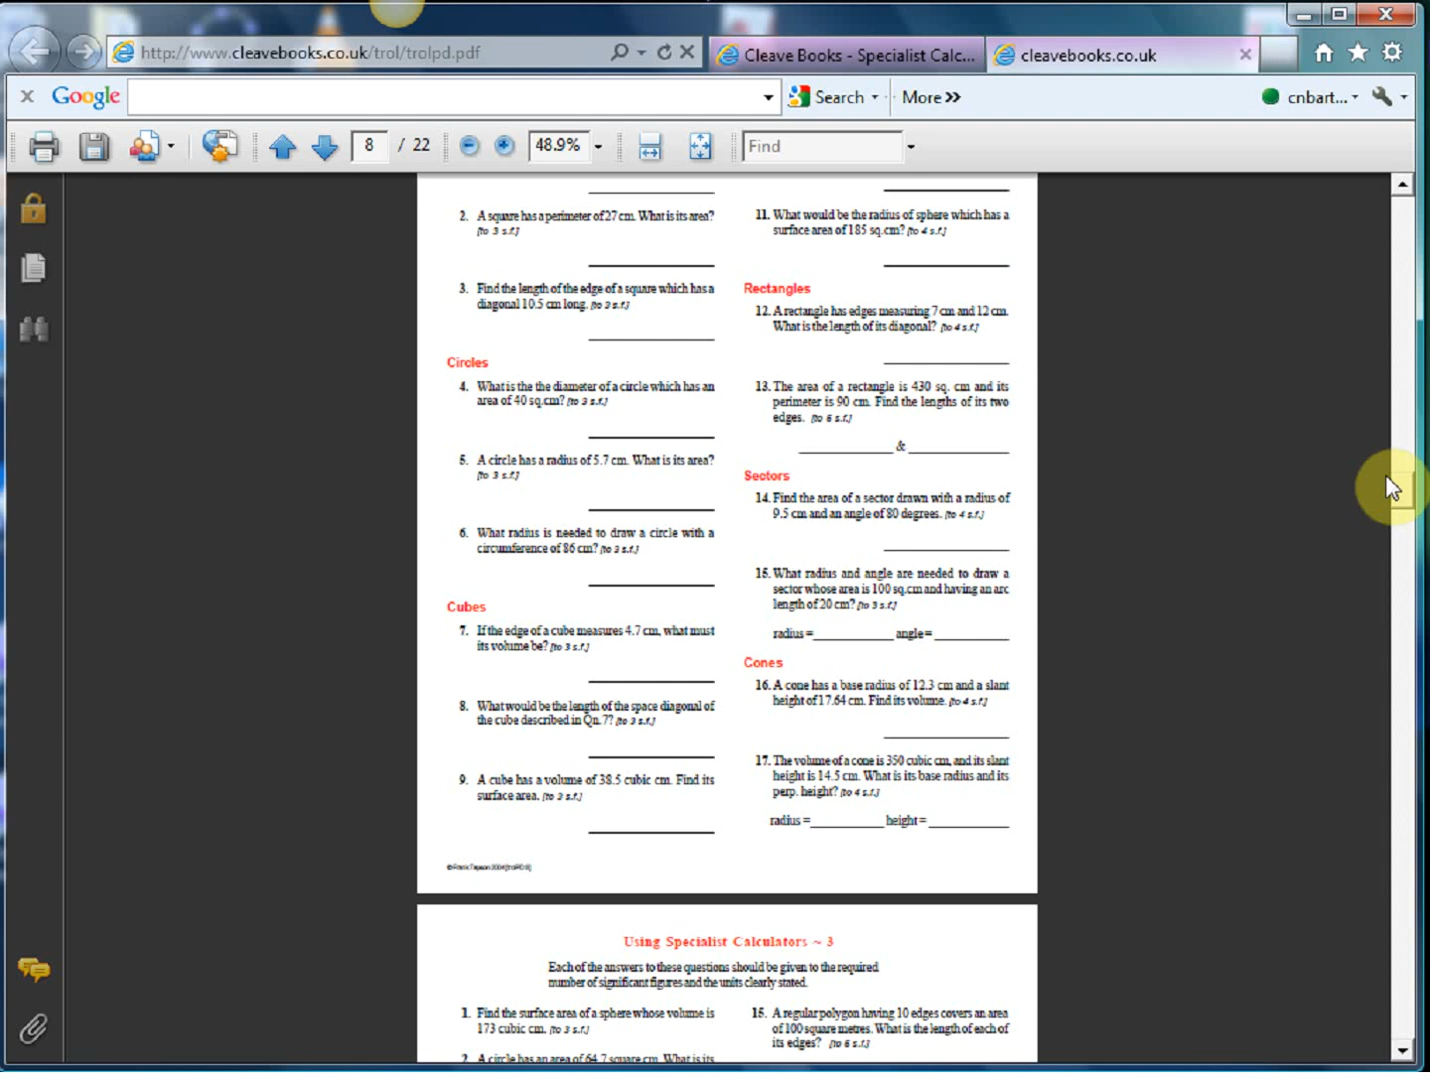 http://www.cleavebooks.co.uk/trol/trolpd.pdf
Cleave Books - Specialist Calc...
cleavebooks.co.uk
Google
Search
More »
cnbart...
8 / 22
48.9%
Find
2. A square has a perimeter of 27 cm. What is its area?
[to 3 s.f.]
3. Find the length of the edge of a square which has a
diagonal 10.5 cm long. [to 3 s.f.]
Circles
4. What is the the diameter of a circle which has an
area of 40 sq.cm? [to 3 s.f.]
5. A circle has a radius of 5.7 cm. What is its area?
[to 3 s.f.]
6. What radius is needed to draw a circle with a
circumference of 86 cm? [to 3 s.f.]
Cubes
7. If the edge of a cube measures 4.7 cm, what must
its volume be? [to 3 s.f.]
8. What would be the length of the space diagonal of
the cube described in Qn.7? [to 3 s.f.]
9. A cube has a volume of 38.5 cubic cm. Find its
surface area. [to 3 s.f.]
11. What would be the radius of sphere which has a
surface area of 185 sq.cm? [to 4 s.f.]
Rectangles
12. A rectangle has edges measuring 7 cm and 12 cm.
What is the length of its diagonal? [to 4 s.f.]
13. The area of a rectangle is 430 sq. cm and its
perimeter is 90 cm. Find the lengths of its two
edges. [to 6 s.f.]
&
Sectors
14. Find the area of a sector drawn with a radius of
9.5 cm and an angle of 80 degrees. [to 4 s.f.]
15. What radius and angle are needed to draw a
sector whose area is 100 sq.cm and having an arc
length of 20 cm? [to 3 s.f.]
radius = angle =
Cones
16. A cone has a base radius of 12.3 cm and a slant
height of 17.64 cm. Find its volume. [to 4 s.f.]
17. The volume of a cone is 350 cubic cm, and its slant
height is 14.5 cm. What is its base radius and its
perp. height? [to 4 s.f.]
radius = height =
© Frank Tapson 2004
Using Specialist Calculators ~ 3
Each of the answers to these questions should be given to the required
number of significant figures and the units clearly stated.
1. Find the surface area of a sphere whose volume is
173 cubic cm. [to 3 s.f.]
2. A circle has an area of 64.7 square cm. What is its
15. A regular polygon having 10 edges covers an area
of 100 square metres. What is the length of each of
its edges? [to 6 s.f.]